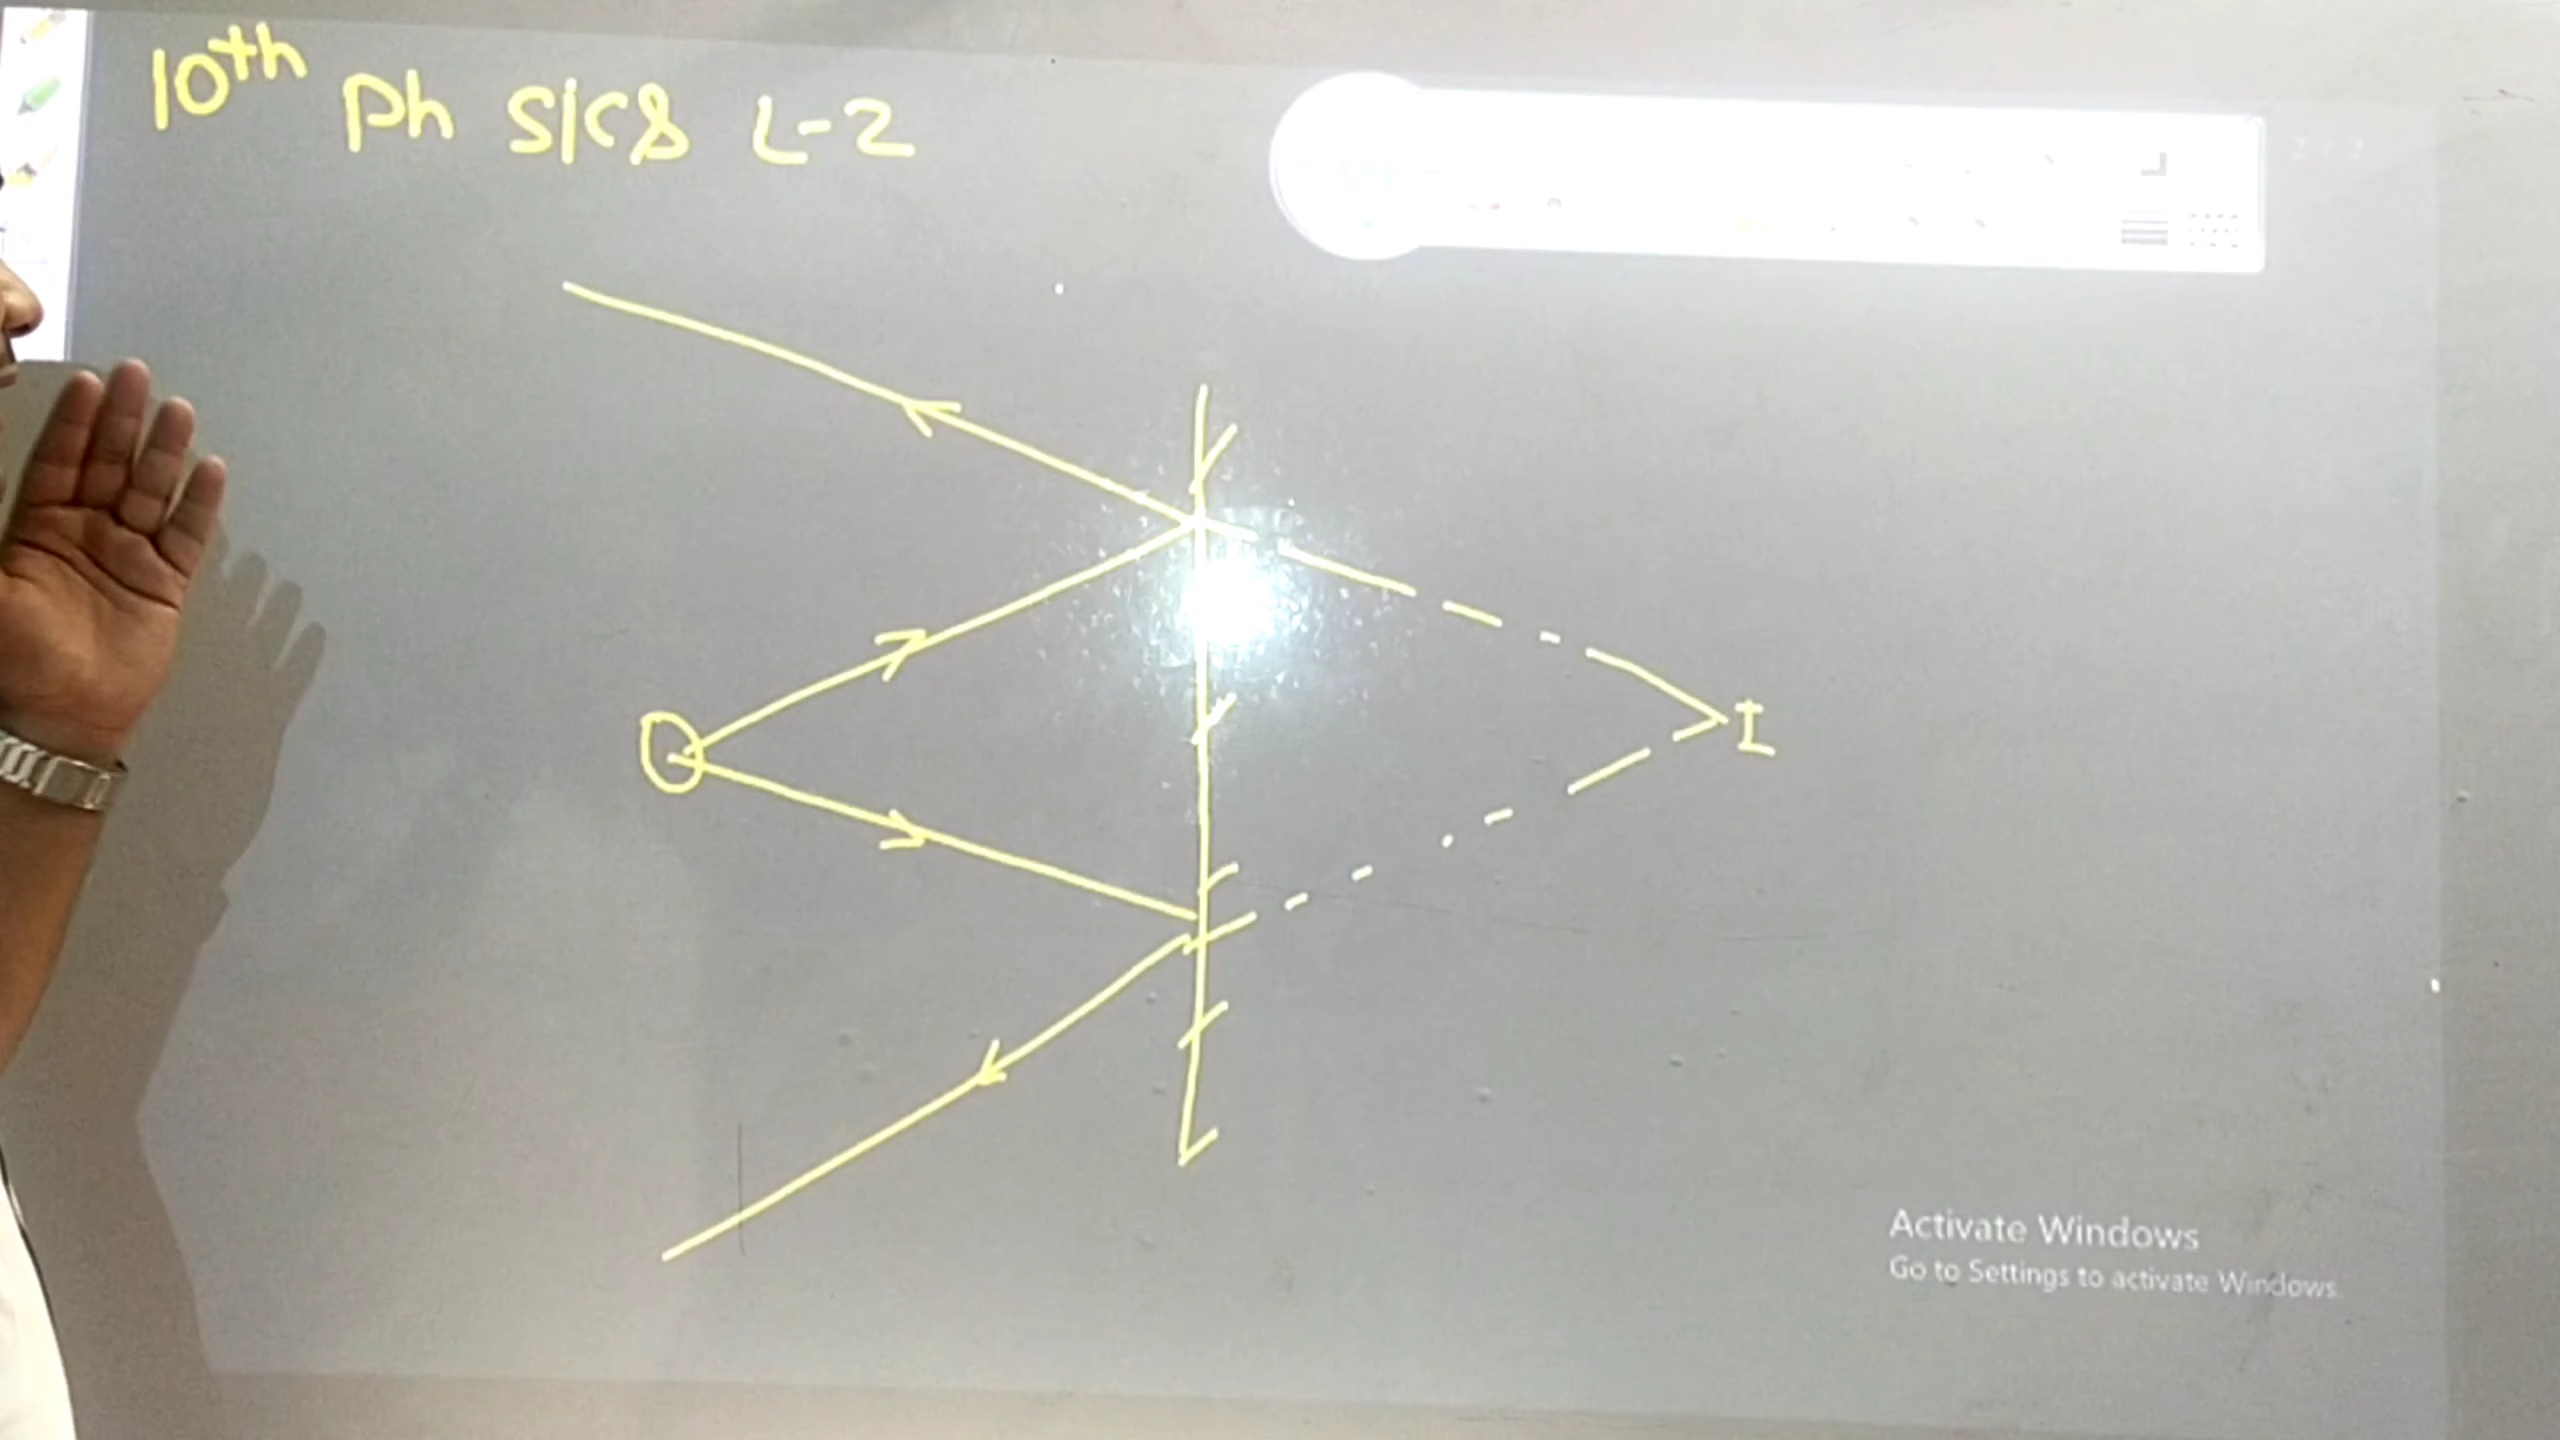 10th Ph S/C8 L-2
O
I
Activate Windows
Go to Settings to activate Windows.